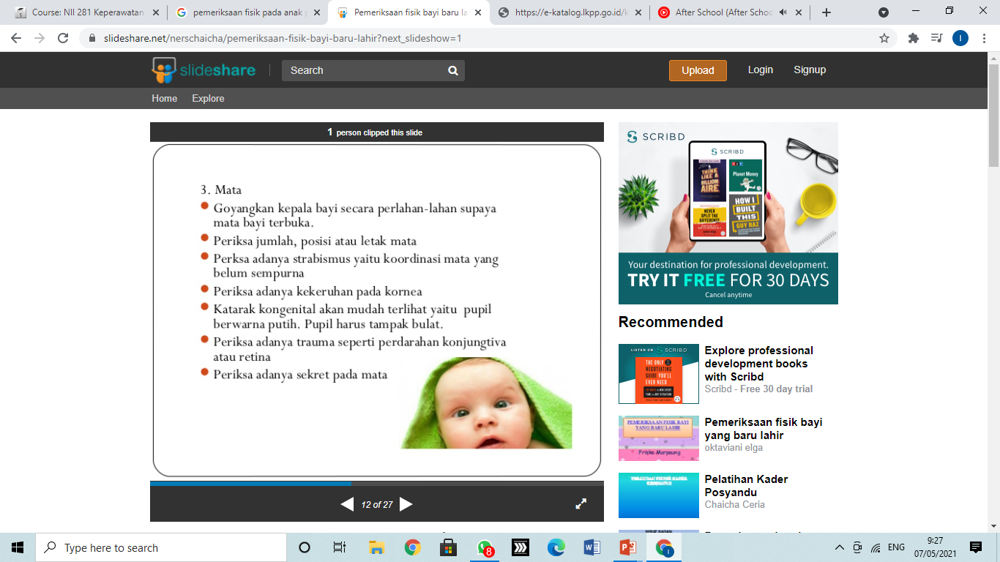 Course: NII 281 Keperawatan
pemeriksaan fisik pada anak
Pemeriksaan fisik bayi baru la
https://e-katalog.lkpp.go.id/k
After School (After School
slideshare.net/nerschaicha/pemeriksaan-fisik-bayi-baru-lahir?next_slideshow=1
I
slideshare
Search
Upload
Login
Signup
Home
Explore
1 person clipped this slide
3. Mata
Goyangkan kepala bayi secara perlahan-lahan supaya
mata bayi terbuka.
Periksa jumlah, posisi atau letak mata
Perksa adanya strabismus yaitu koordinasi mata yang
belum sempurna
Periksa adanya kekeruhan pada kornea
Katarak kongenital akan mudah terlihat yaitu pupil
berwarna putih. Pupil harus tampak bulat.
Periksa adanya trauma seperti perdarahan konjungtiva
atau retina
Periksa adanya sekret pada mata
12 of 27
SCRIBD
SCRIBD
THINK
LIKE A
BILLION
AIRE
Planet Money
NEVER
SPLIT THE
DIFFERENCE
HOW I
BUILT
THIS
GUY RAZ
Your destination for professional development.
TRY IT FREE FOR 30 DAYS
Cancel anytime
Recommended
LISTEN ON SCRIBD
THE ONLY
NEGOTIATING
GUIDE YOU'LL
EVER NEED
Explore professional
development books
with Scribd
Scribd - Free 30 day trial
PEMERIKSAAN FISIK BAYI
YANG BARU LAHIR
Friska Marpaung
Pemeriksaan fisik bayi
yang baru lahir
oktaviani elga
Pelatihan Kader
Posyandu
Chaicha Ceria
Type here to search
8
ENG
9:27
07/05/2021